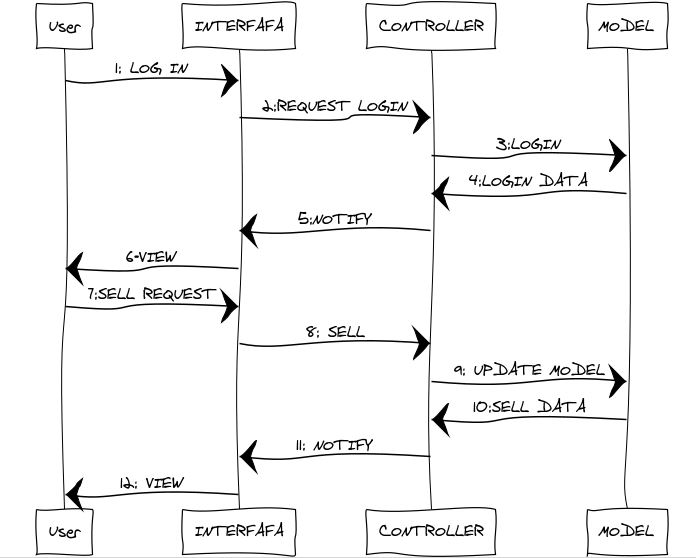 User INTERFAFA CONTROLLER MODEL
1: LOG IN
2:REQUEST LOGIN
3:LOGIN
4:LOGIN DATA
5:NOTIFY
6-VIEW
7:SELL REQUEST
8: SELL
9: UPDATE MODEL
10:SELL DATA
11: NOTIFY
12: VIEW
User INTERFAFA CONTROLLER MODEL